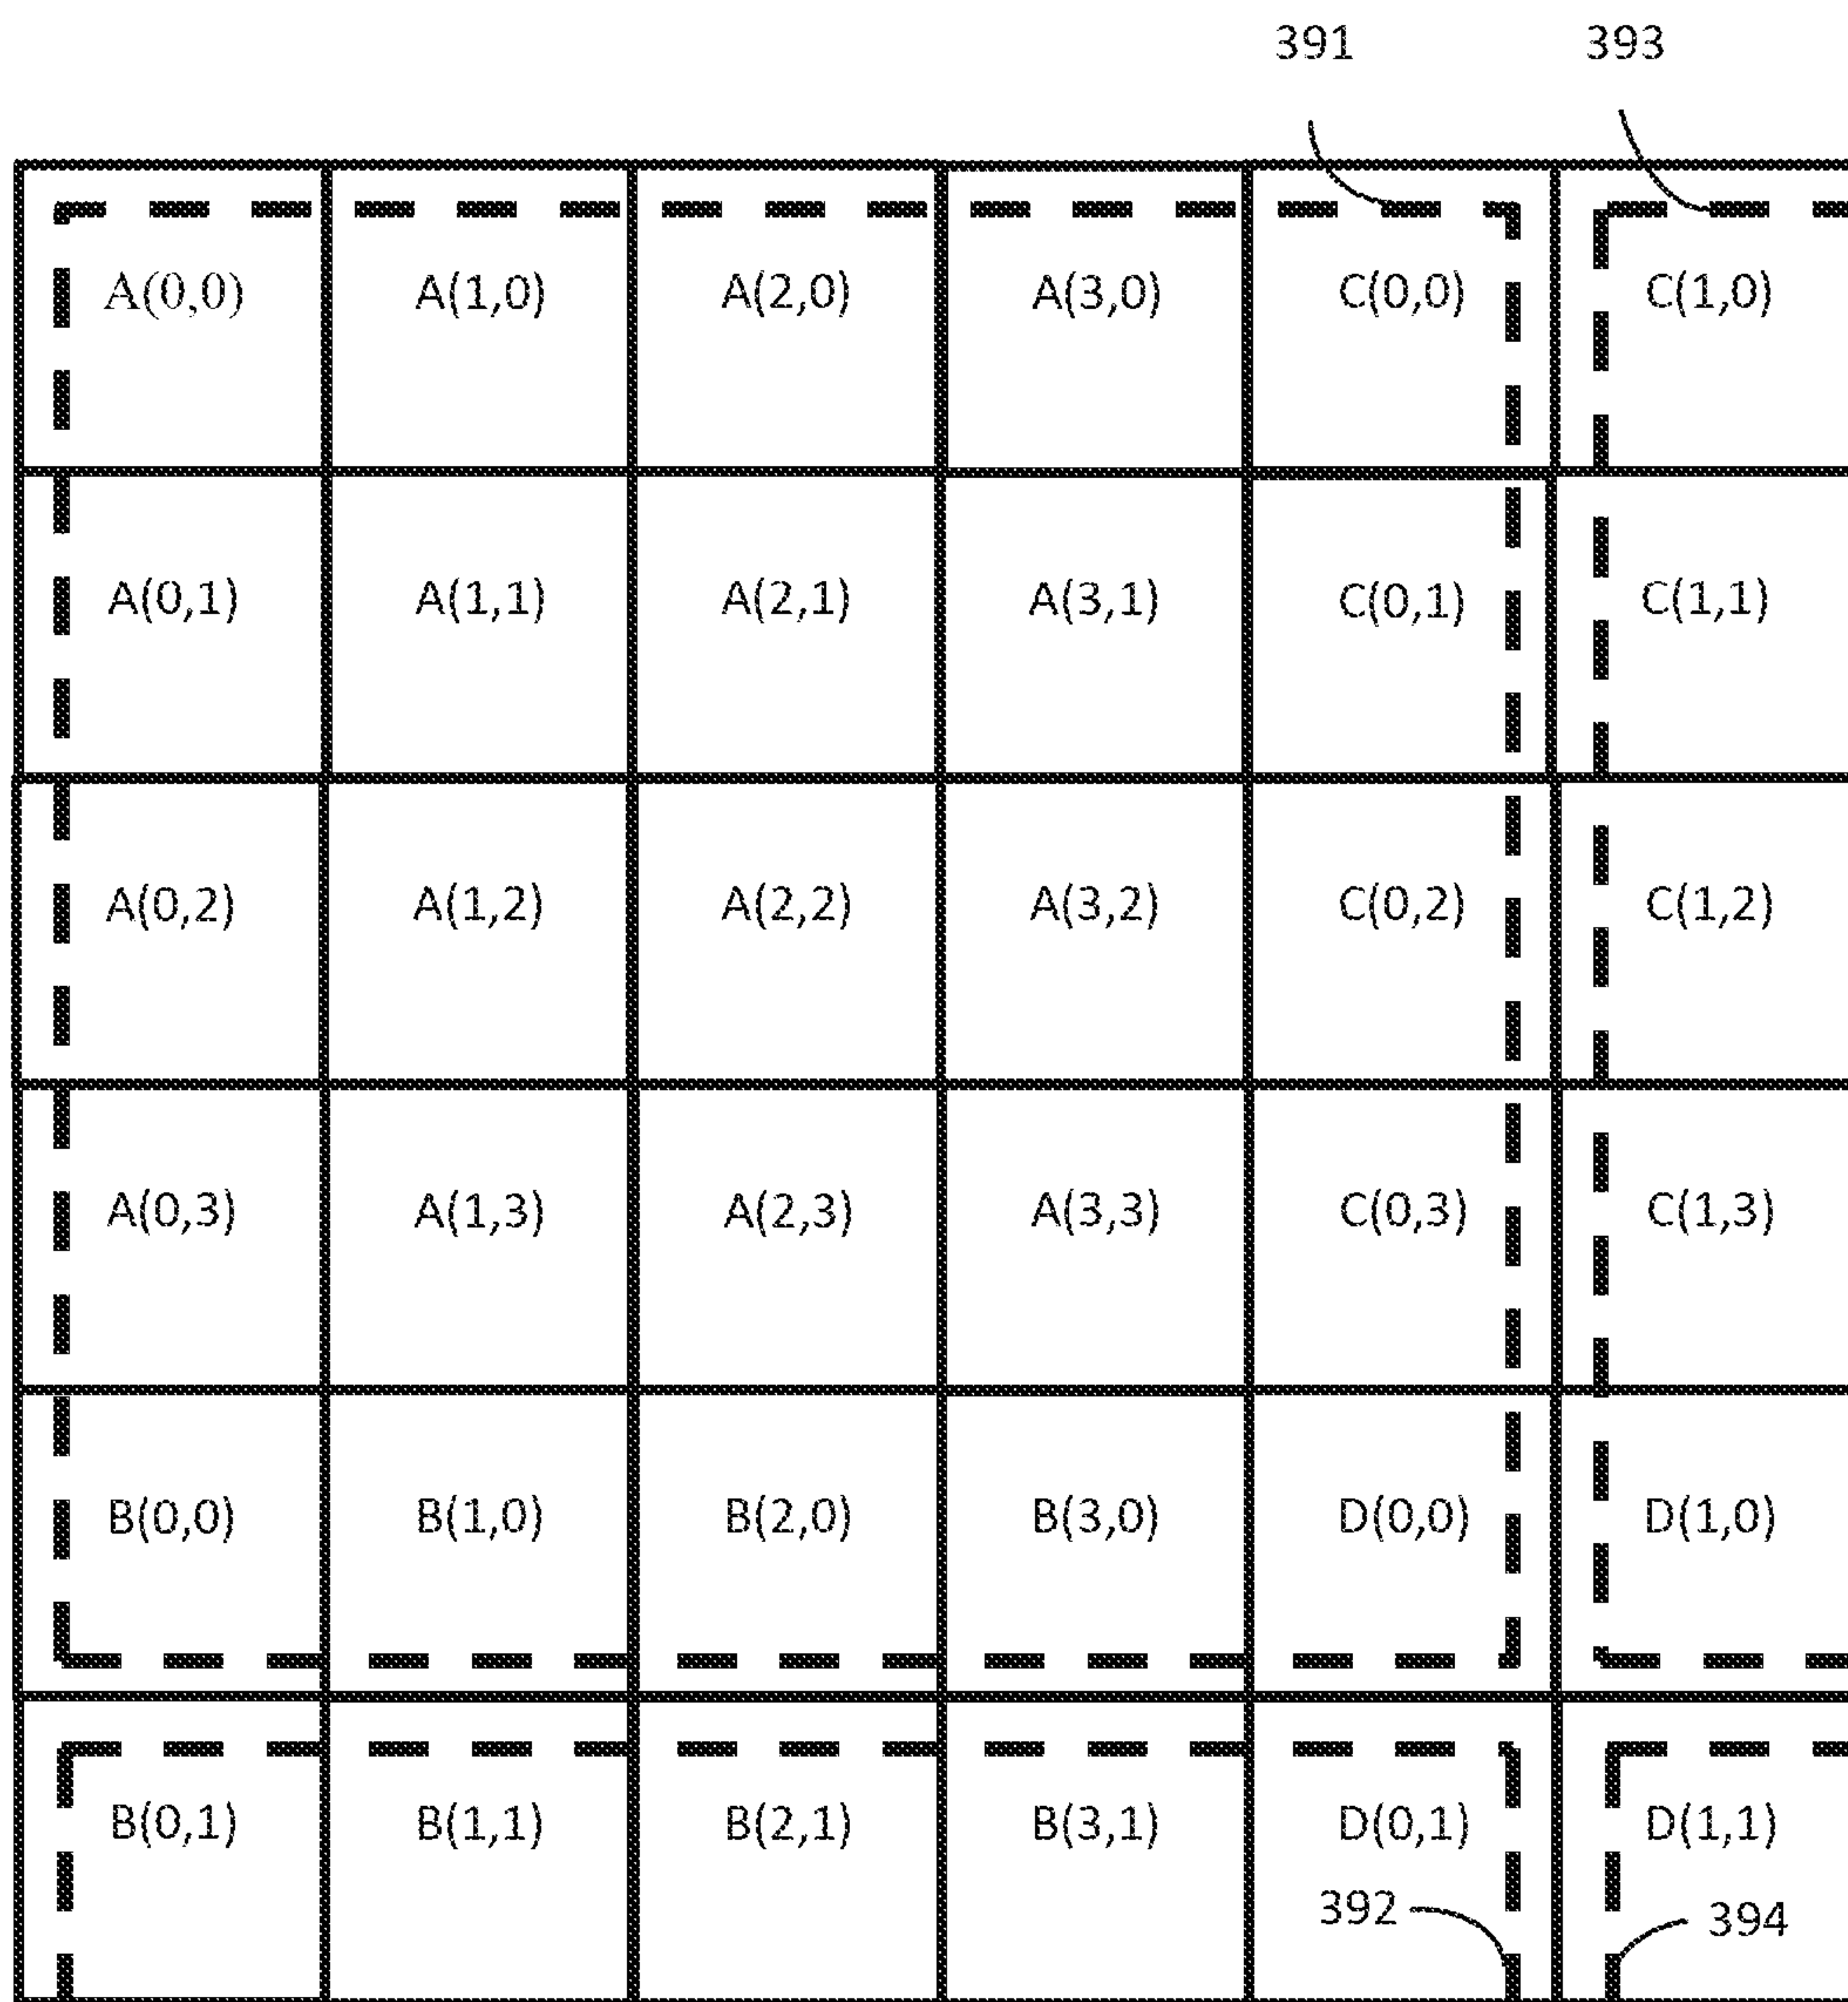 391 393
A(0,0) A(1,0) A(2,0) A(3,0) C(0,0) C(1,0)
A(0,1) A(1,1) A(2,1) A(3,1) C(0,1) C(1,1)
A(0,2) A(1,2) A(2,2) A(3,2) C(0,2) C(1,2)
A(0,3) A(1,3) A(2,3) A(3,3) C(0,3) C(1,3)
B(0,0) B(1,0) B(2,0) B(3,0) D(0,0) D(1,0)
B(0,1) B(1,1) B(2,1) B(3,1) D(0,1) D(1,1)
392 394